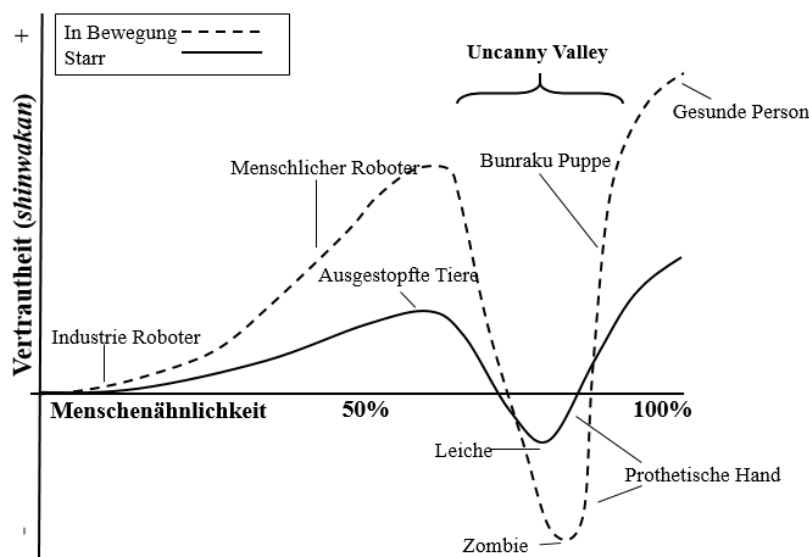 +
In Bewegung
Starr
Uncanny Valley
Gesunde Person
Menschlicher Roboter
Bunraku Puppe
Vertrautheit (shinwakan)
Ausgestopfte Tiere
Industrie Roboter
Menschenähnlichkeit 50% 100%
Leiche
Prothetische Hand
-
Zombie